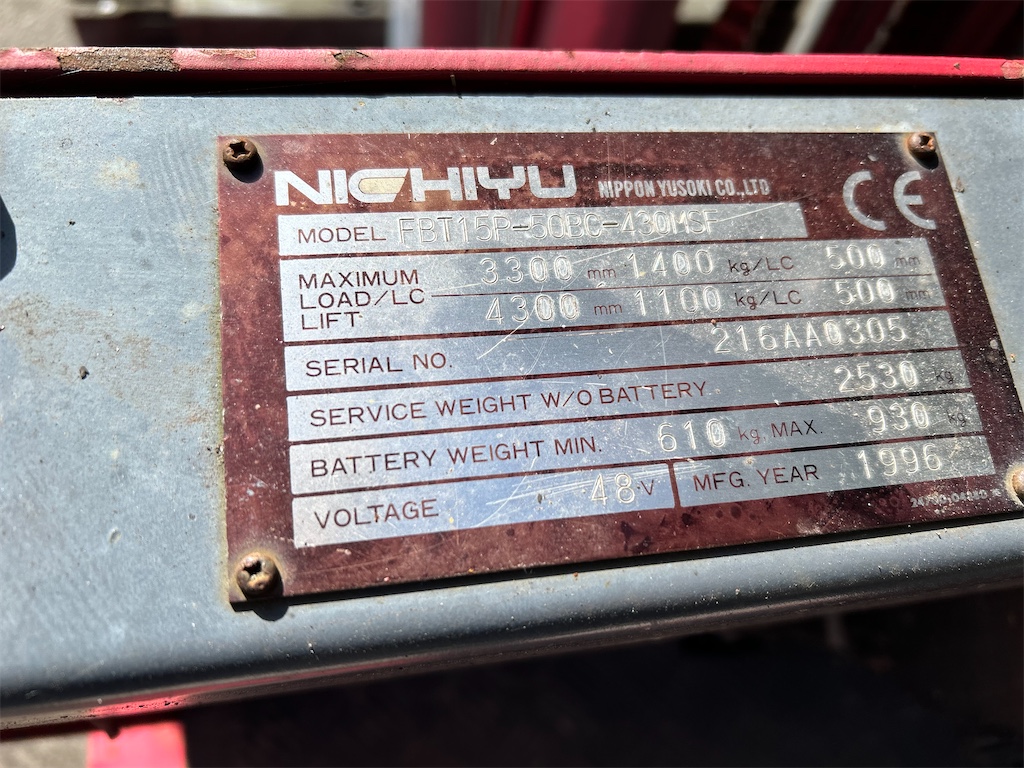 NICHIYU NIPPON YUSOKI CO.,LTD CE
MODEL FBT15P-50BC-430MSF
MAXIMUM LOAD/LC LIFT
3300 mm 1400 kg/LC 500 mm
4300 mm 1100 kg/LC 500 mm
SERIAL NO. 216AA0305
SERVICE WEIGHT W/O BATTERY 2530 kg
BATTERY WEIGHT MIN. 610 kg, MAX. 930 kg
VOLTAGE 48 V MFG. YEAR 1996